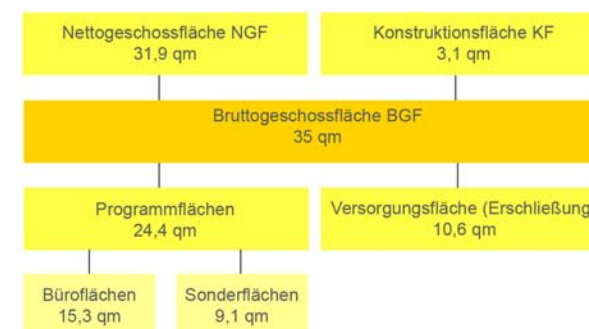 Nettogeschossfläche NGF
31,9 qm
Konstruktionsfläche KF
3,1 qm
Bruttogeschossfläche BGF
35 qm
Programmflächen
24,4 qm
Versorgungsfläche (Erschließung
10,6 qm
Büroflächen
15,3 qm
Sonderflächen
9,1 qm